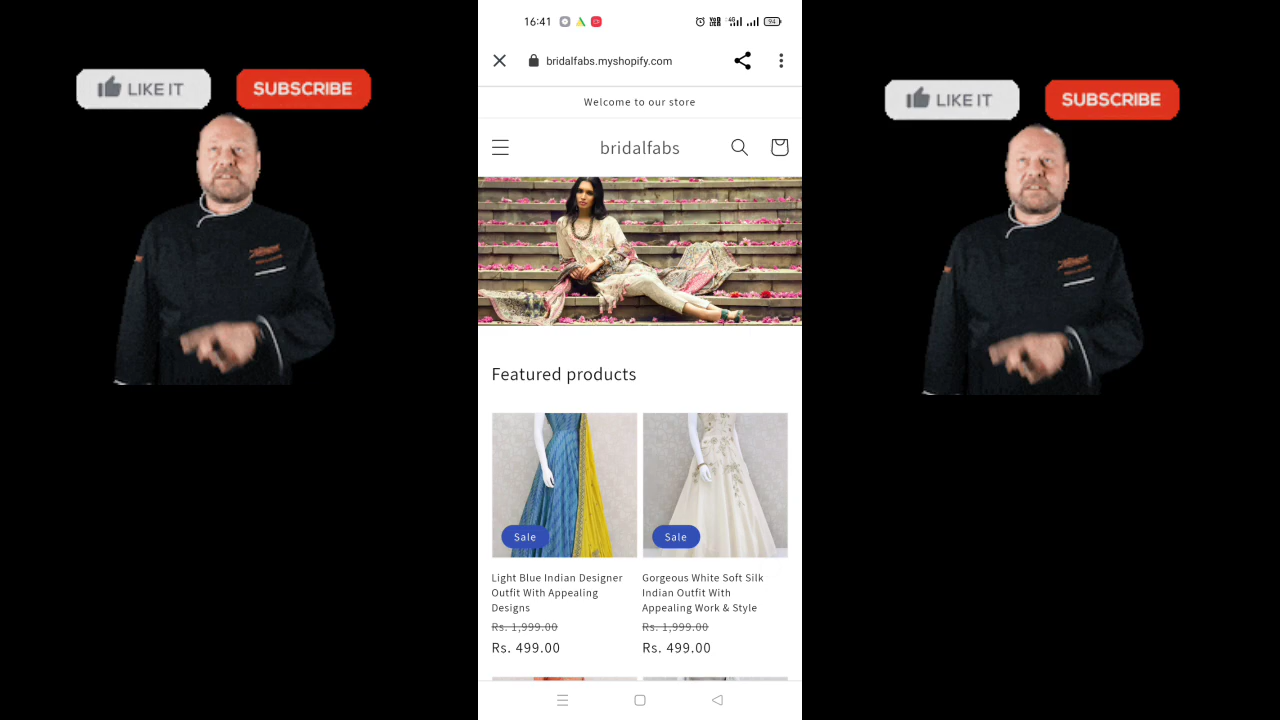 LIKE IT
SUBSCRIBE
16:41
94
bridalfabs.myshopify.com
Welcome to our store
bridalfabs
Featured products
Sale
Light Blue Indian Designer
Outfit With Appealing
Designs
Rs. 1,999.00
Rs. 499.00
Sale
Gorgeous White Soft Silk
Indian Outfit With
Appealing Work & Style
Rs. 1,999.00
Rs. 499.00
LIKE IT
SUBSCRIBE